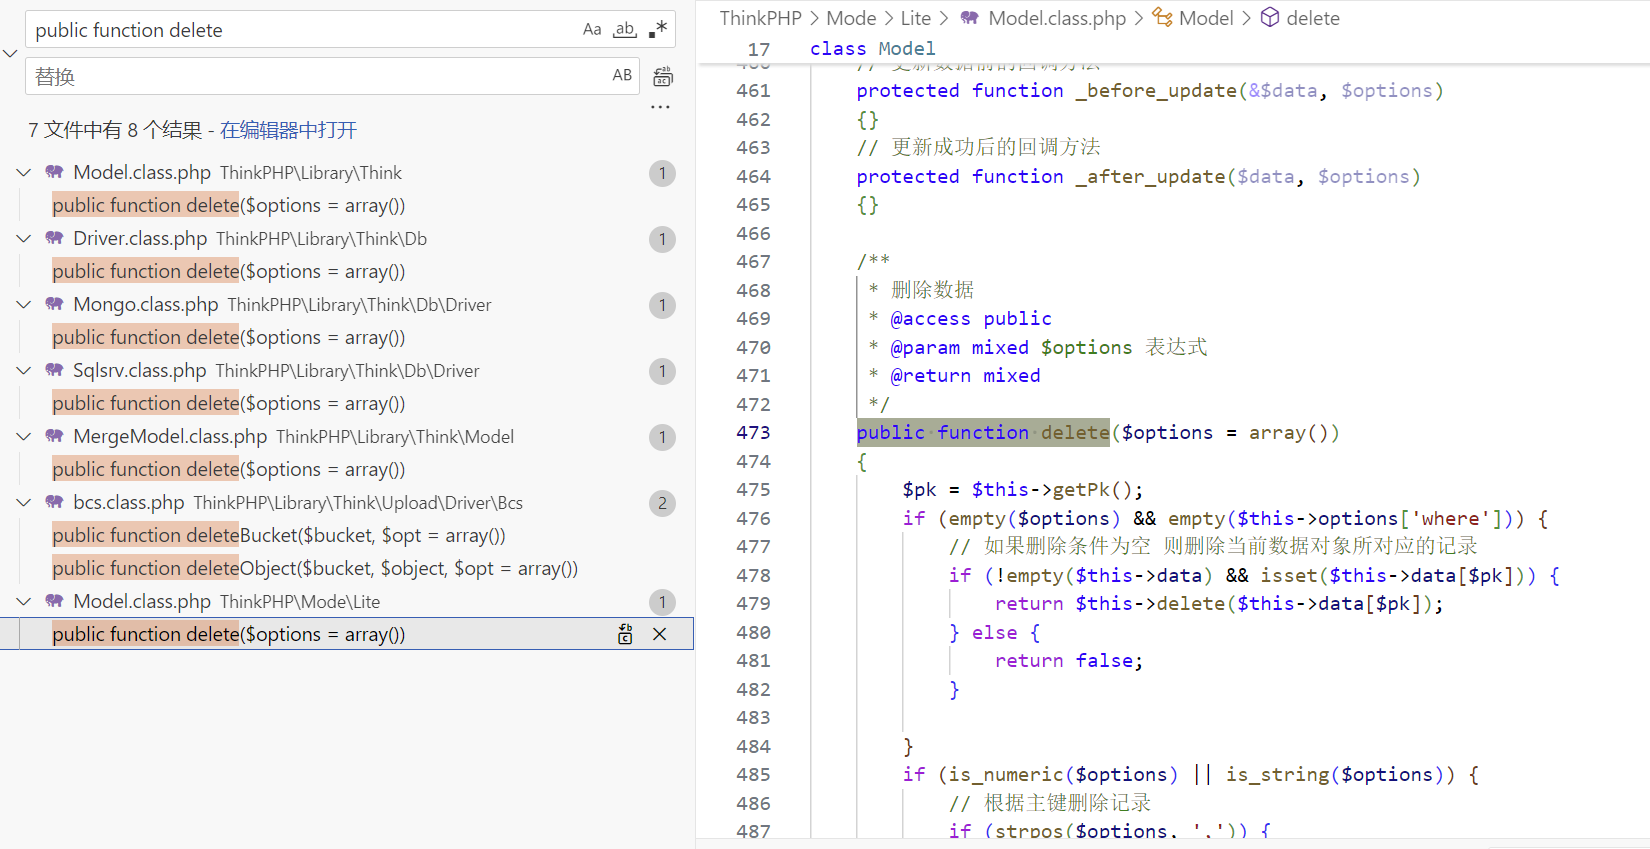 public function delete
Aa ab .*
替换
AB
...
7 文件中有 8 个结果 - 在编辑器中打开
Model.class.php ThinkPHP\Library\Think 1
public function delete($options = array())
Driver.class.php ThinkPHP\Library\Think\Db 1
public function delete($options = array())
Mongo.class.php ThinkPHP\Library\Think\Db\Driver 1
public function delete($options = array())
Sqlsrv.class.php ThinkPHP\Library\Think\Db\Driver 1
public function delete($options = array())
MergeModel.class.php ThinkPHP\Library\Think\Model 1
public function delete($options = array())
bcs.class.php ThinkPHP\Library\Think\Upload\Driver\Bcs 2
public function deleteBucket($bucket, $opt = array())
public function deleteObject($bucket, $object, $opt = array())
Model.class.php ThinkPHP\Mode\Lite 1
public function delete($options = array())
ThinkPHP > Mode > Lite > Model.class.php > Model > delete
17 class Model
// 更新数据前的回调方法
461 protected function _before_update(&$data, $options)
462 {}
463 // 更新成功后的回调方法
464 protected function _after_update($data, $options)
465 {}
466
467 /**
468 * 删除数据
469 * @access public
470 * @param mixed $options 表达式
471 * @return mixed
472 */
473 public function delete($options = array())
474 {
475 $pk = $this->getPk();
476 if (empty($options) && empty($this->options['where'])) {
477 // 如果删除条件为空 则删除当前数据对象所对应的记录
478 if (!empty($this->data) && isset($this->data[$pk])) {
479 return $this->delete($this->data[$pk]);
480 } else {
481 return false;
482 }
483
484 }
485 if (is_numeric($options) || is_string($options)) {
486 // 根据主键删除记录
487 if (strpos($options, ',')) {